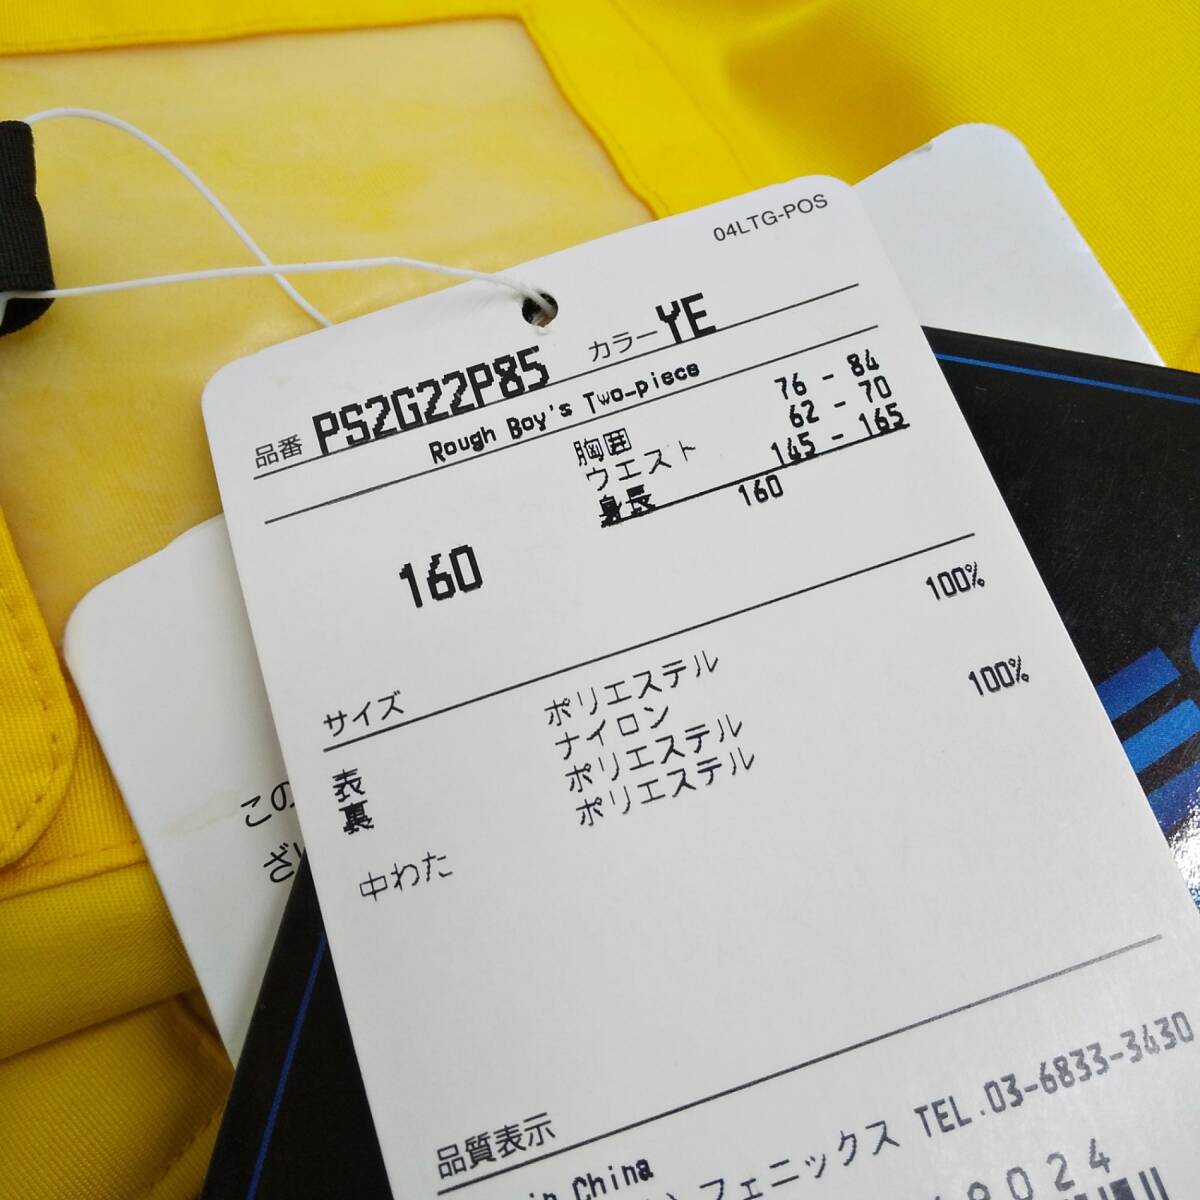 04LTG-POS
品番 PS2G22P85 カラー YE
Rough Boy's Two-piece
胸囲 76 - 84
ウエスト 62 - 70
身長 145 - 165
160
160
サイズ
表 ポリエステル 100%
裏 ナイロン
ポリエステル 100%
中わた ポリエステル
品質表示
in China
フェニックス TEL.03-6833-3430
9024
この
ざい